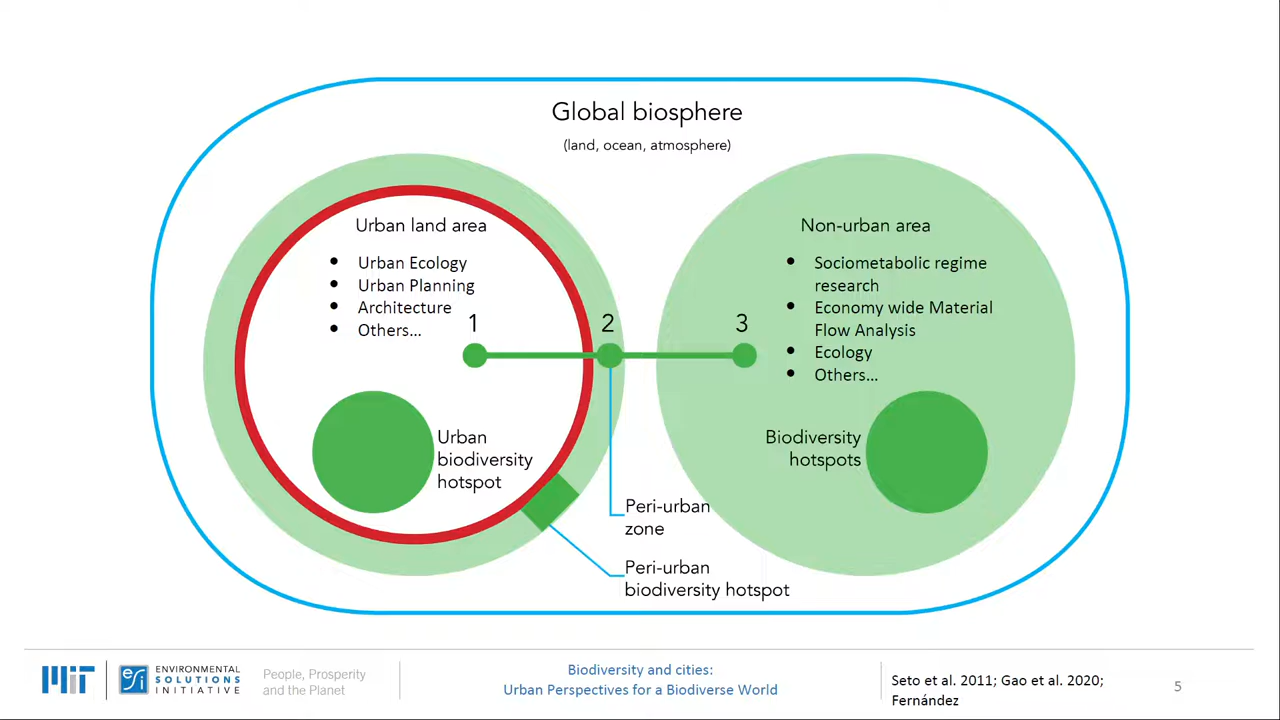 Global biosphere
(land, ocean, atmosphere)
Urban land area
• Urban Ecology
• Urban Planning
• Architecture
• Others...
1
2
3
Non-urban area
• Sociometabolic regime
research
• Economy wide Material
Flow Analysis
• Ecology
• Others...
Urban
biodiversity
hotspot
Biodiversity
hotspots
Peri-urban
zone
Peri-urban
biodiversity hotspot
MIT
esi
ENVIRONMENTAL
SOLUTIONS
INITIATIVE
People, Prosperity
and the Planet
Biodiversity and cities:
Urban Perspectives for a Biodiverse World
Seto et al. 2011; Gao et al. 2020;
Fernández
5